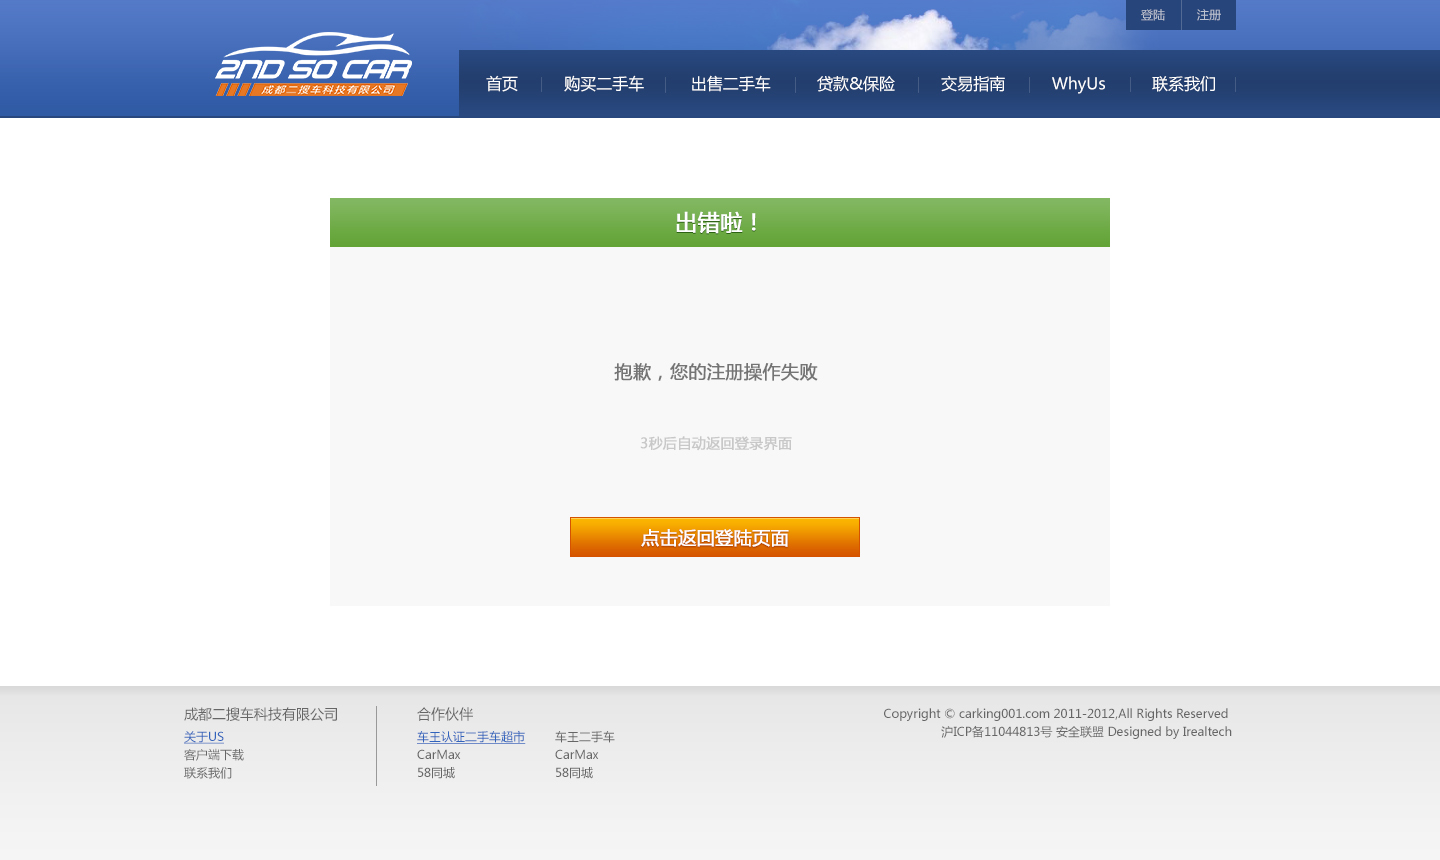 登陆 注册
2ND SO CAR
成都二搜车科技有限公司
首页 购买二手车 出售二手车 贷款&保险 交易指南 WhyUs 联系我们
出错啦！
抱歉，您的注册操作失败
3秒后自动返回登录界面
点击返回登陆页面
成都二搜车科技有限公司
关于US
客户端下载
联系我们
合作伙伴
车王认证二手车超市 车王二手车
CarMax CarMax
58同城 58同城
Copyright © carking001.com 2011-2012,All Rights Reserved
沪ICP备11044813号 安全联盟 Designed by Irealtech